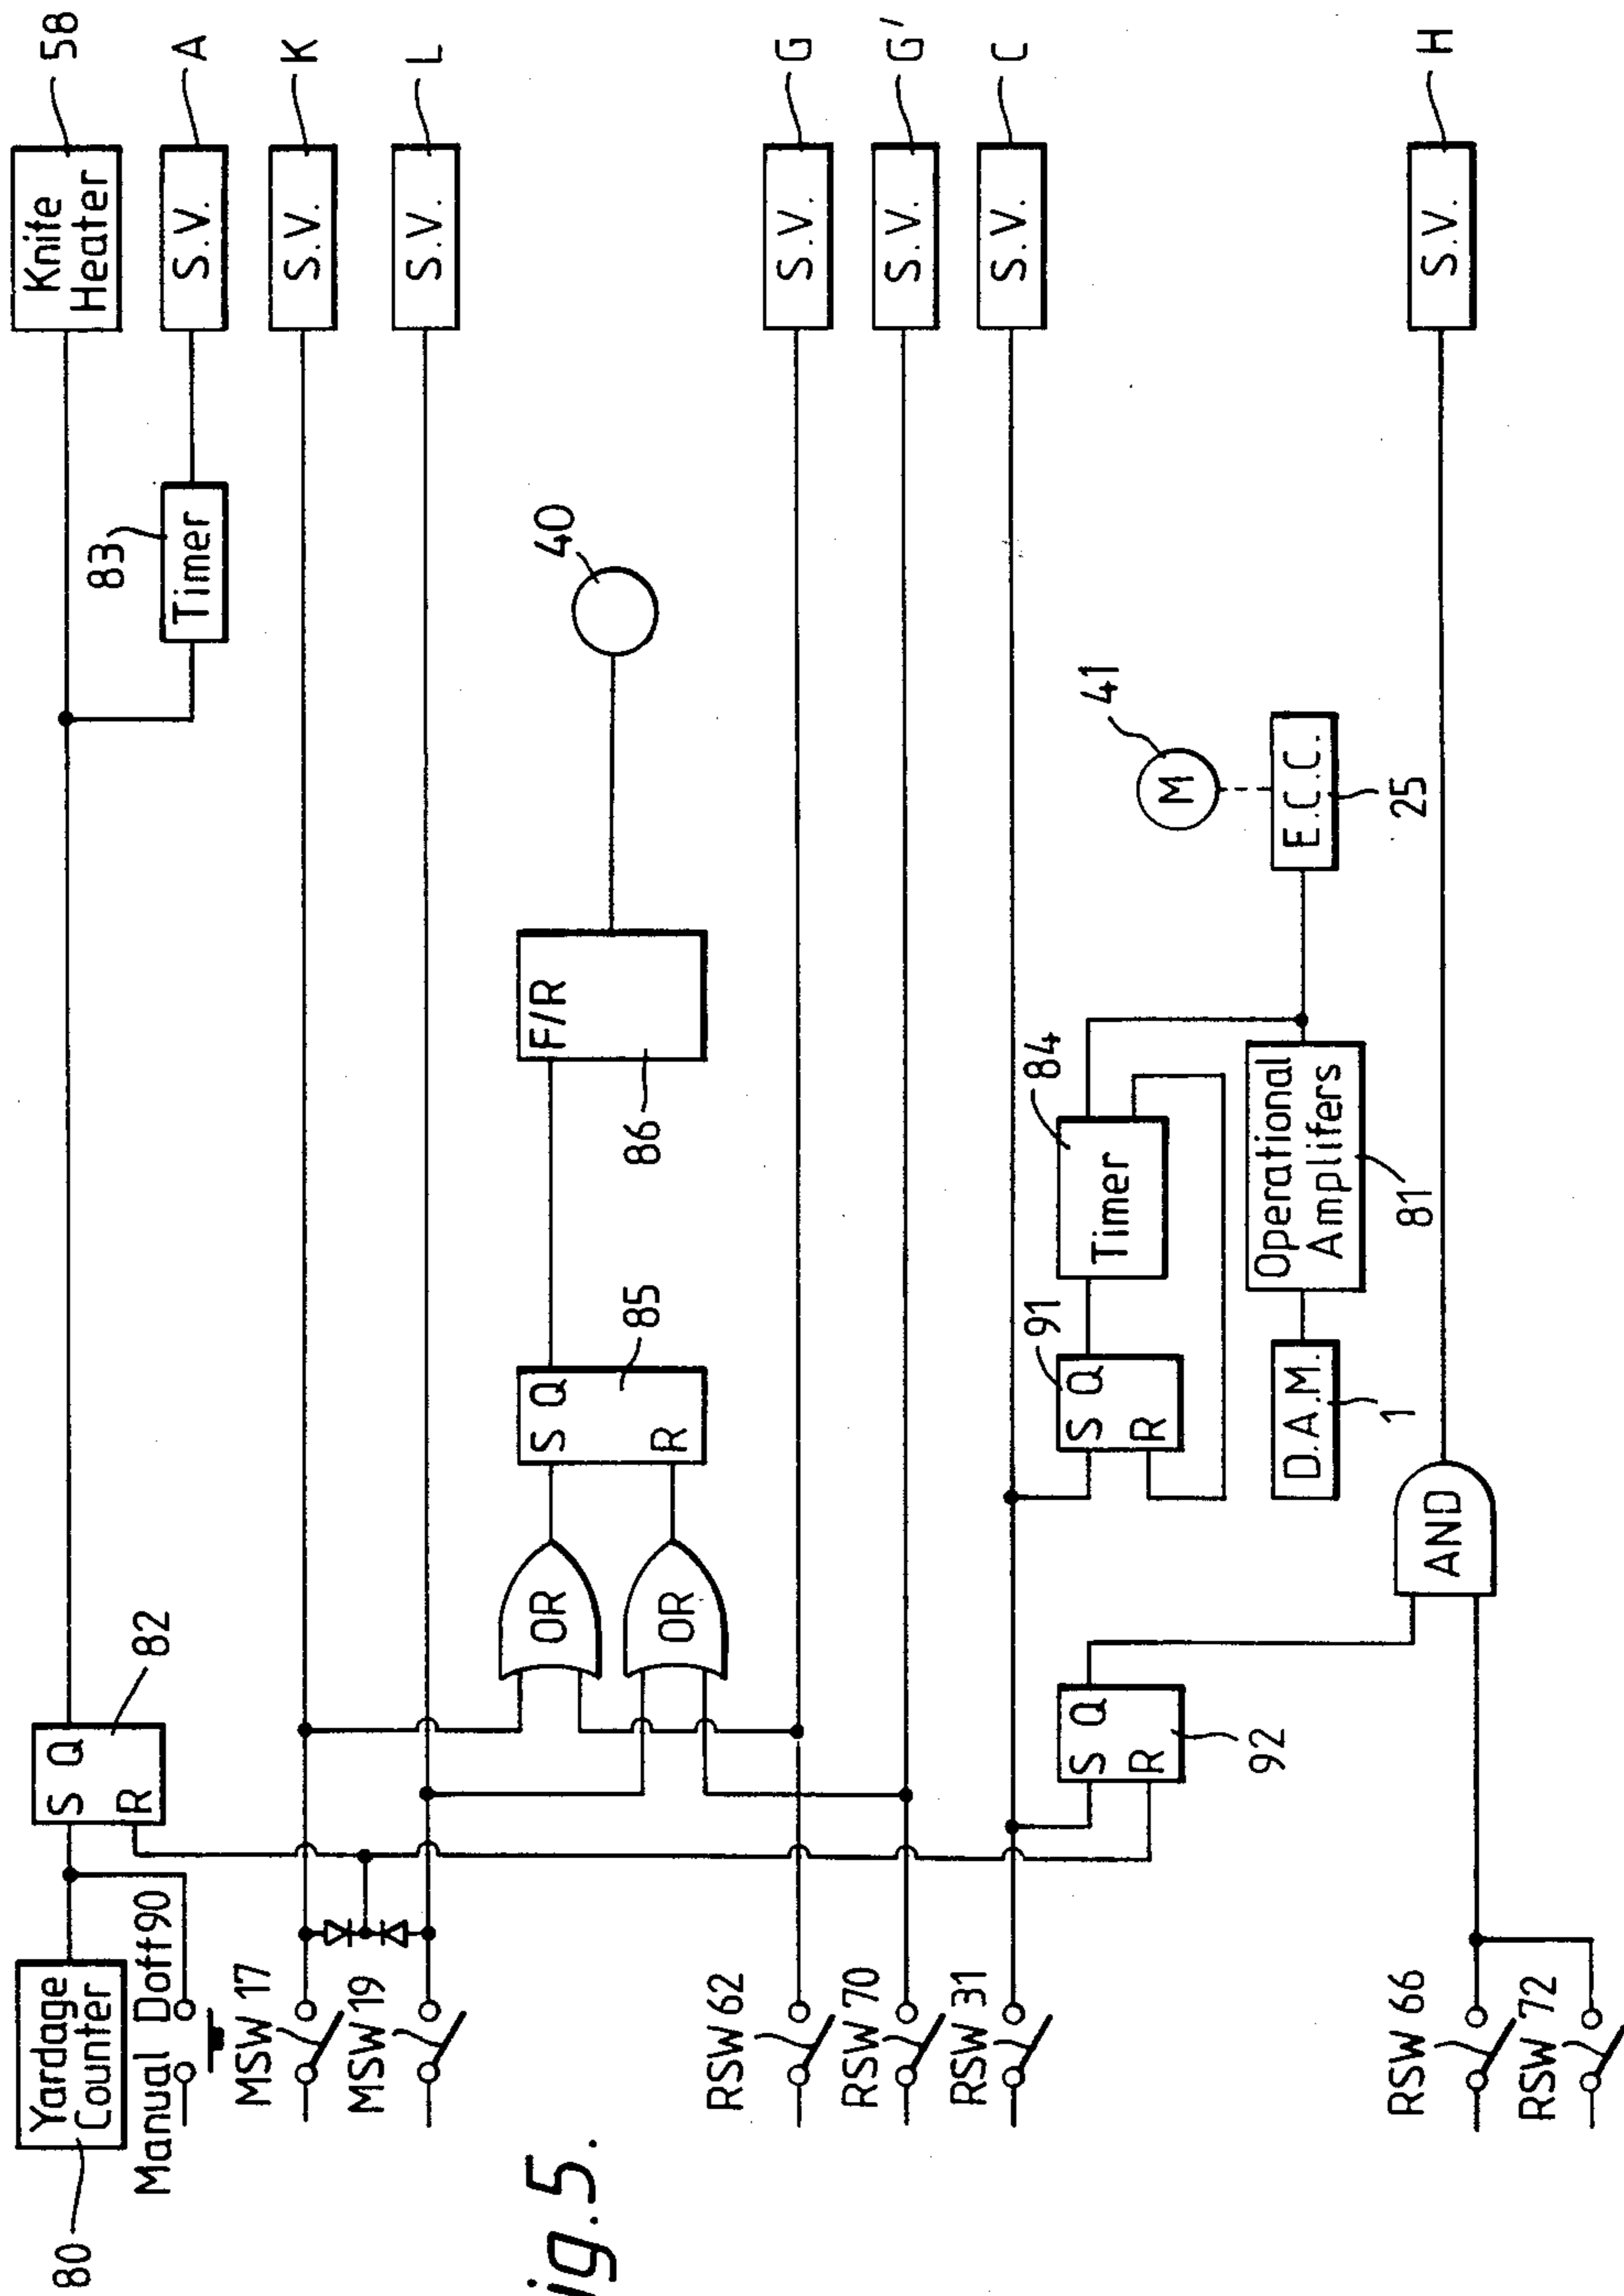 Yardage
Counter
80
Manual Doff 90
S Q
R
82
Knife
Heater
58
83
Timer
S.V.
A
MSW 17
S.V.
K
MSW 19
S.V.
L
OR
OR
S Q
R
85
F/R
86
40
RSW 62
S.V.
G
RSW 70
S.V.
G'
RSW 31
S.V.
C
S Q
R
92
S Q
R
91
Timer
84
M
41
D.A.M.
1
Operational
Amplifers
81
E.C.C.
25
AND
RSW 66
RSW 72
S.V.
H
ig.5.